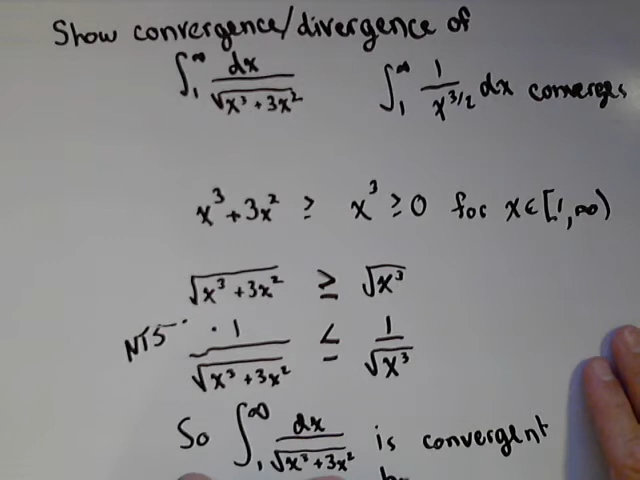 Show convergence/divergence of
∫₁^∞ dx/√(x³+3x²)    ∫₁^∞ 1/x^(3/2) dx converges
x³+3x² ≥ x³ ≥ 0 for x∈[1,∞)
√(x³+3x²) ≥ √(x³)
NTS 1/√(x³+3x²) ≤ 1/√(x³)
So ∫₁^∞ dx/√(x³+3x²) is convergent